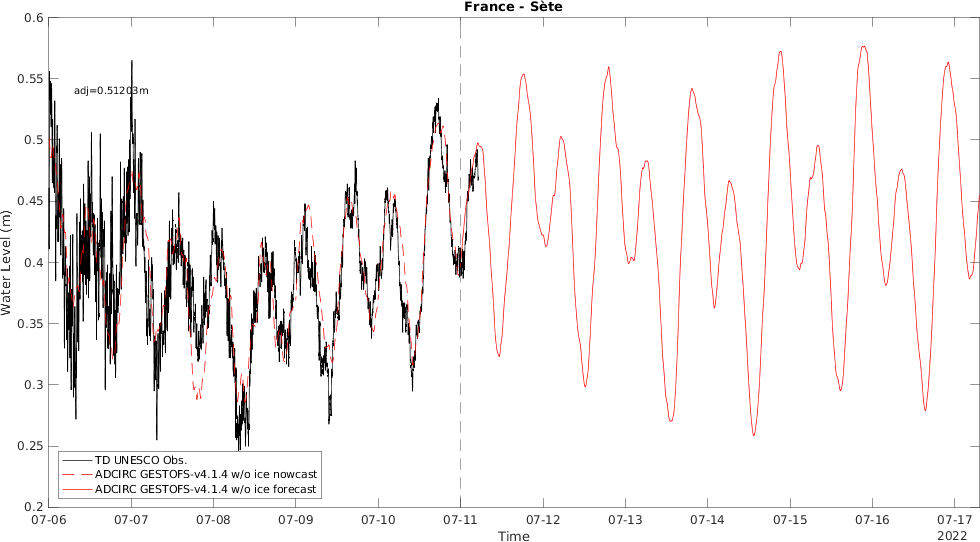 France - Sète
0.6
0.55
0.5
0.45
0.4
0.35
0.3
0.25
0.2
Water Level (m)
adj=0.51203m
TD UNESCO Obs.
ADCIRC GESTOFS-v4.1.4 w/o ice nowcast
ADCIRC GESTOFS-v4.1.4 w/o ice forecast
07-06 07-07 07-08 07-09 07-10 07-11 07-12 07-13 07-14 07-15 07-16 07-17
Time
2022